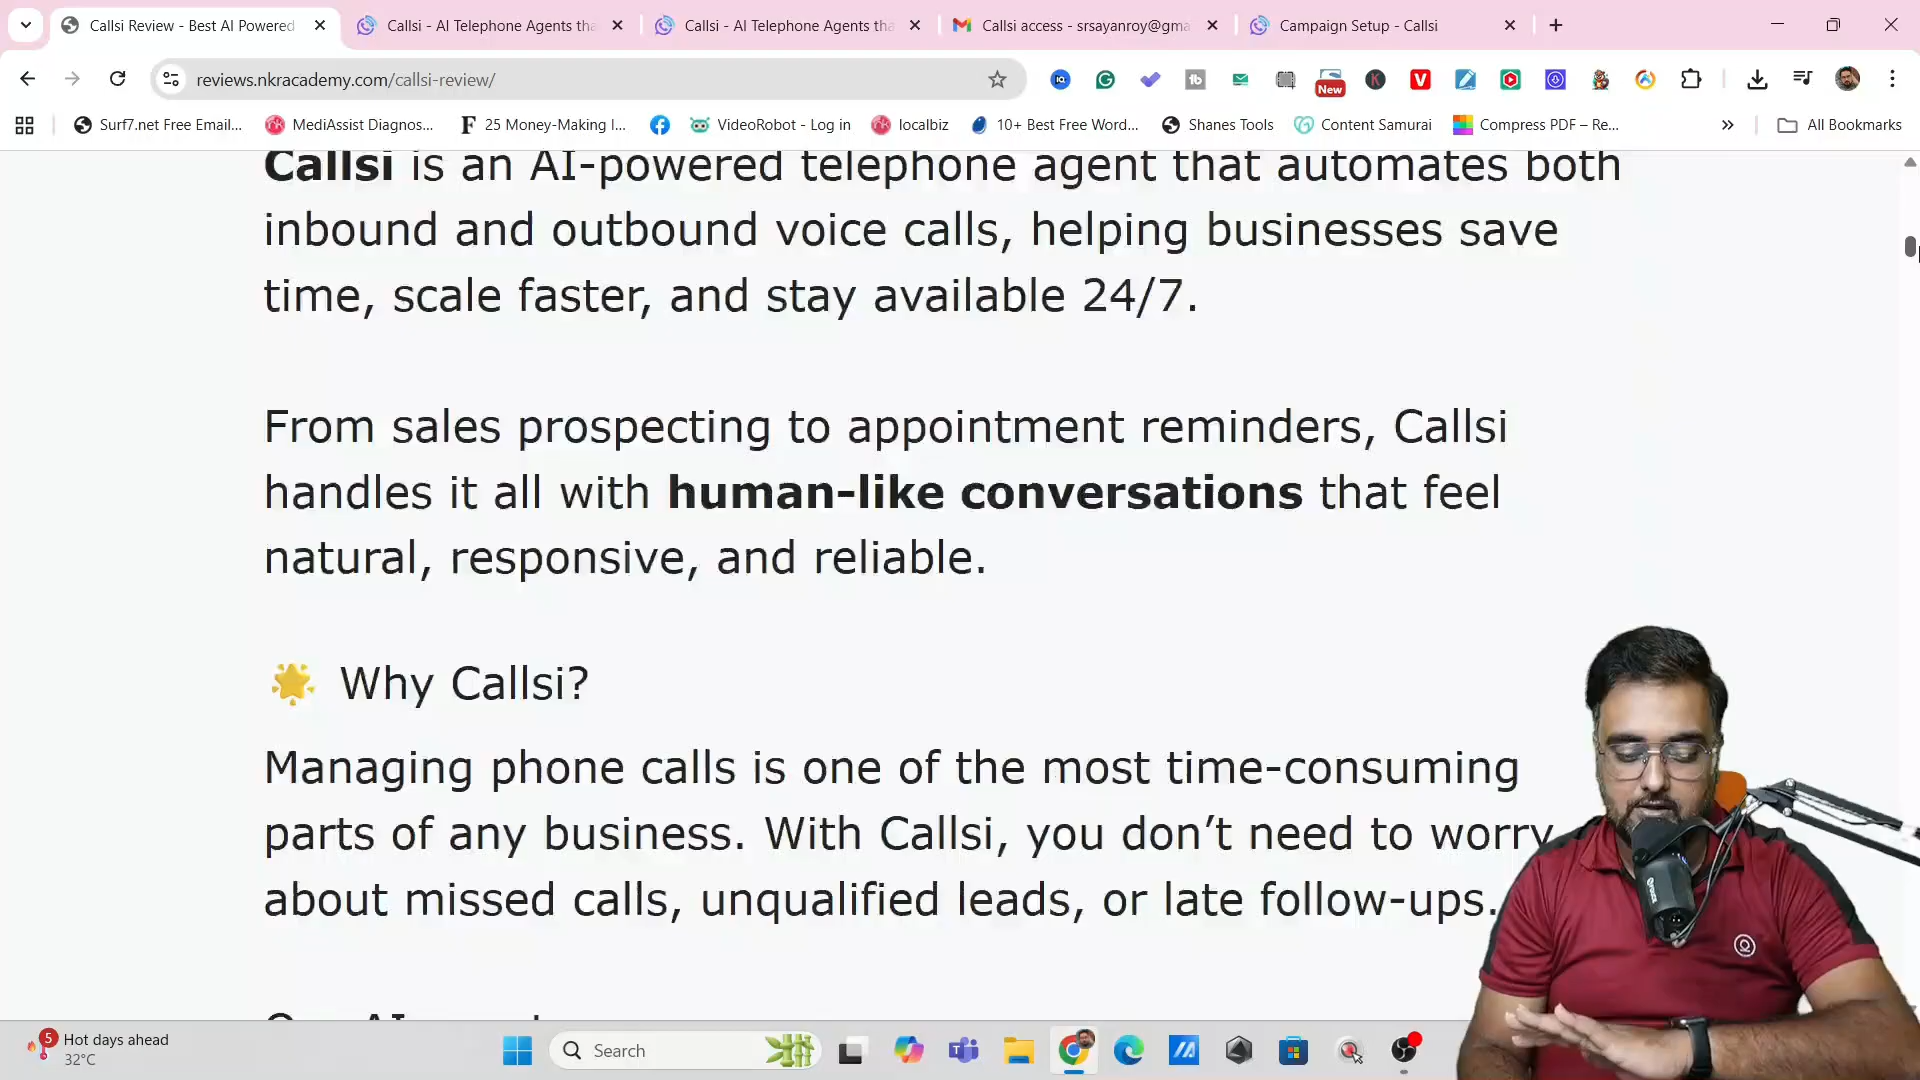 Callsi Review - Best AI Powered
Callsi - AI Telephone Agents tha
Callsi - AI Telephone Agents tha
Callsi access - srsayanroy@gma
Campaign Setup - Callsi
reviews.nkracademy.com/callsi-review/
New
Surf7.net Free Email...
MediAssist Diagnos...
25 Money-Making I...
VideoRobot - Log in
localbiz
10+ Best Free Word...
Shanes Tools
Content Samurai
Compress PDF – Re...
All Bookmarks
Callsi is an AI-powered telephone agent that automates both
inbound and outbound voice calls, helping businesses save
time, scale faster, and stay available 24/7.
From sales prospecting to appointment reminders, Callsi
handles it all with human-like conversations that feel
natural, responsive, and reliable.
Why Callsi?
Managing phone calls is one of the most time-consuming
parts of any business. With Callsi, you don’t need to worry
about missed calls, unqualified leads, or late follow-ups.
5
Hot days ahead
32°C
Search